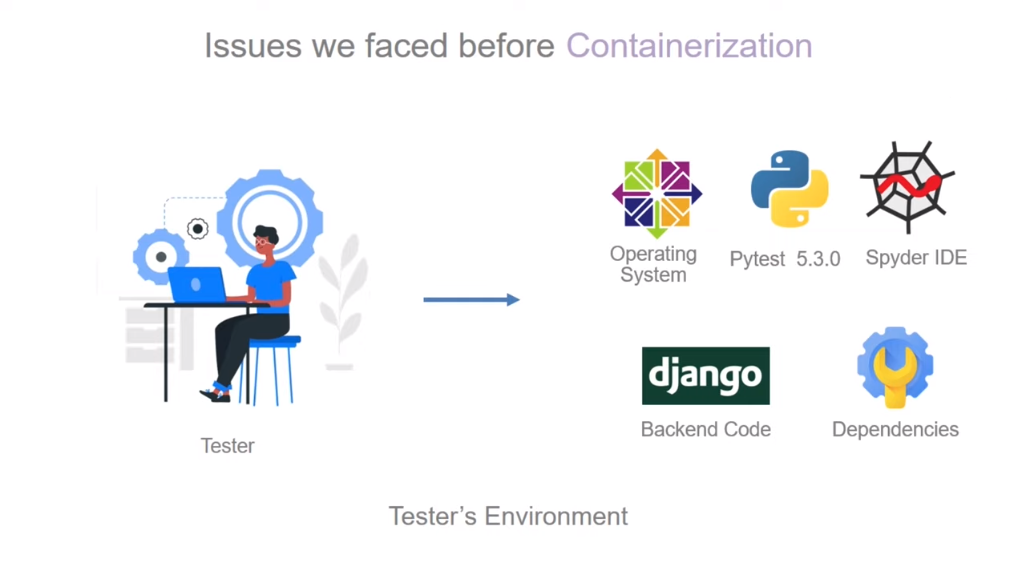 Issues we faced before Containerization
Operating
System
Pytest 5.3.0
Spyder IDE
django
Backend Code
Dependencies
Tester
Tester's Environment